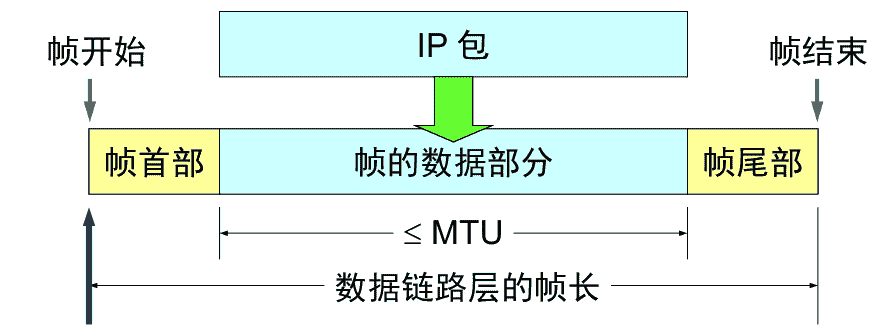 IP 包
帧开始
帧结束
帧首部
帧的数据部分
帧尾部
≤ MTU
数据链路层的帧长